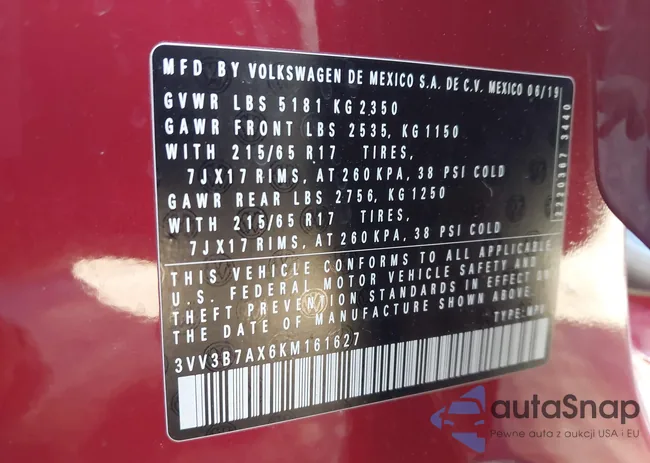 MFD BY VOLKSWAGEN DE MEXICO S.A. DE C.V. MEXICO 06/19
GVWR LBS 5181 KG 2350
GAWR FRONT LBS 2535, KG 1150
WITH 215/65 R17 TIRES,
7JX17 RIMS, AT 260 KPA, 38 PSI COLD
GAWR REAR LBS 2756, KG 1250
WITH 215/65 R17 TIRES,
7JX17 RIMS, AT 260 KPA, 38 PSI COLD
THIS VEHICLE CONFORMS TO ALL APPLICABLE
U.S. FEDERAL MOTOR VEHICLE SAFETY AND
THEFT PREVENTION STANDARDS IN EFFECT ON
THE DATE OF MANUFACTURE SHOWN ABOVE.
TYPE: MPV
3VV3B7AX6KM161627
3440
autaSnap
Pewne auta z aukcji USA i EU